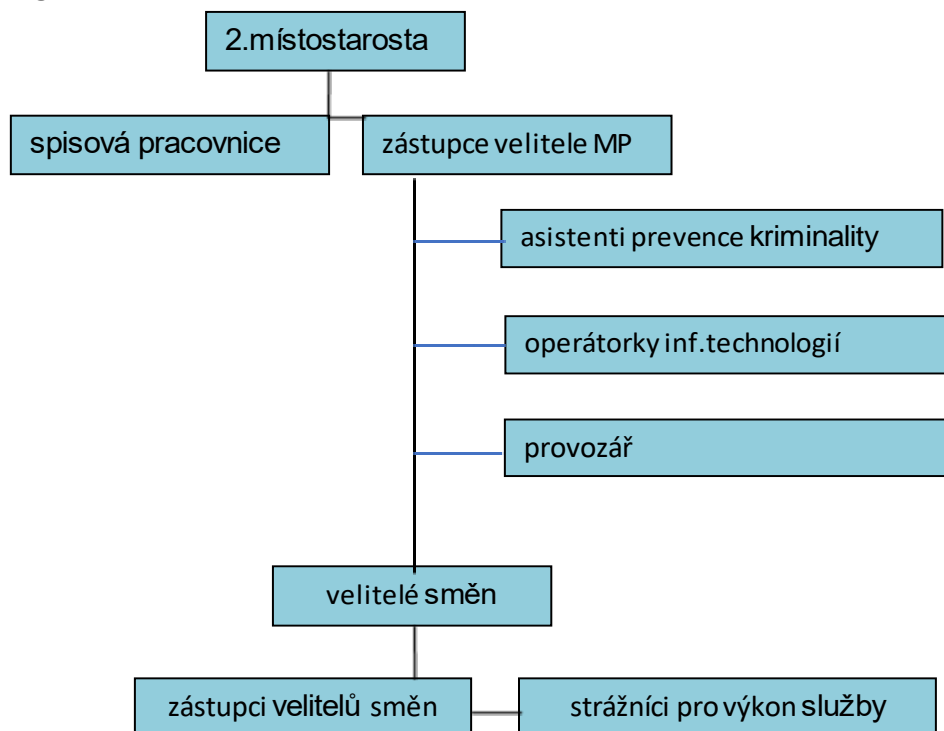 2.místostarosta
spisová pracovnice
zástupce velitele MP
asistenti prevence kriminality
operátorky inf.technologií
provozář
velitelé směn
zástupci velitelů směn
strážníci pro výkon služby